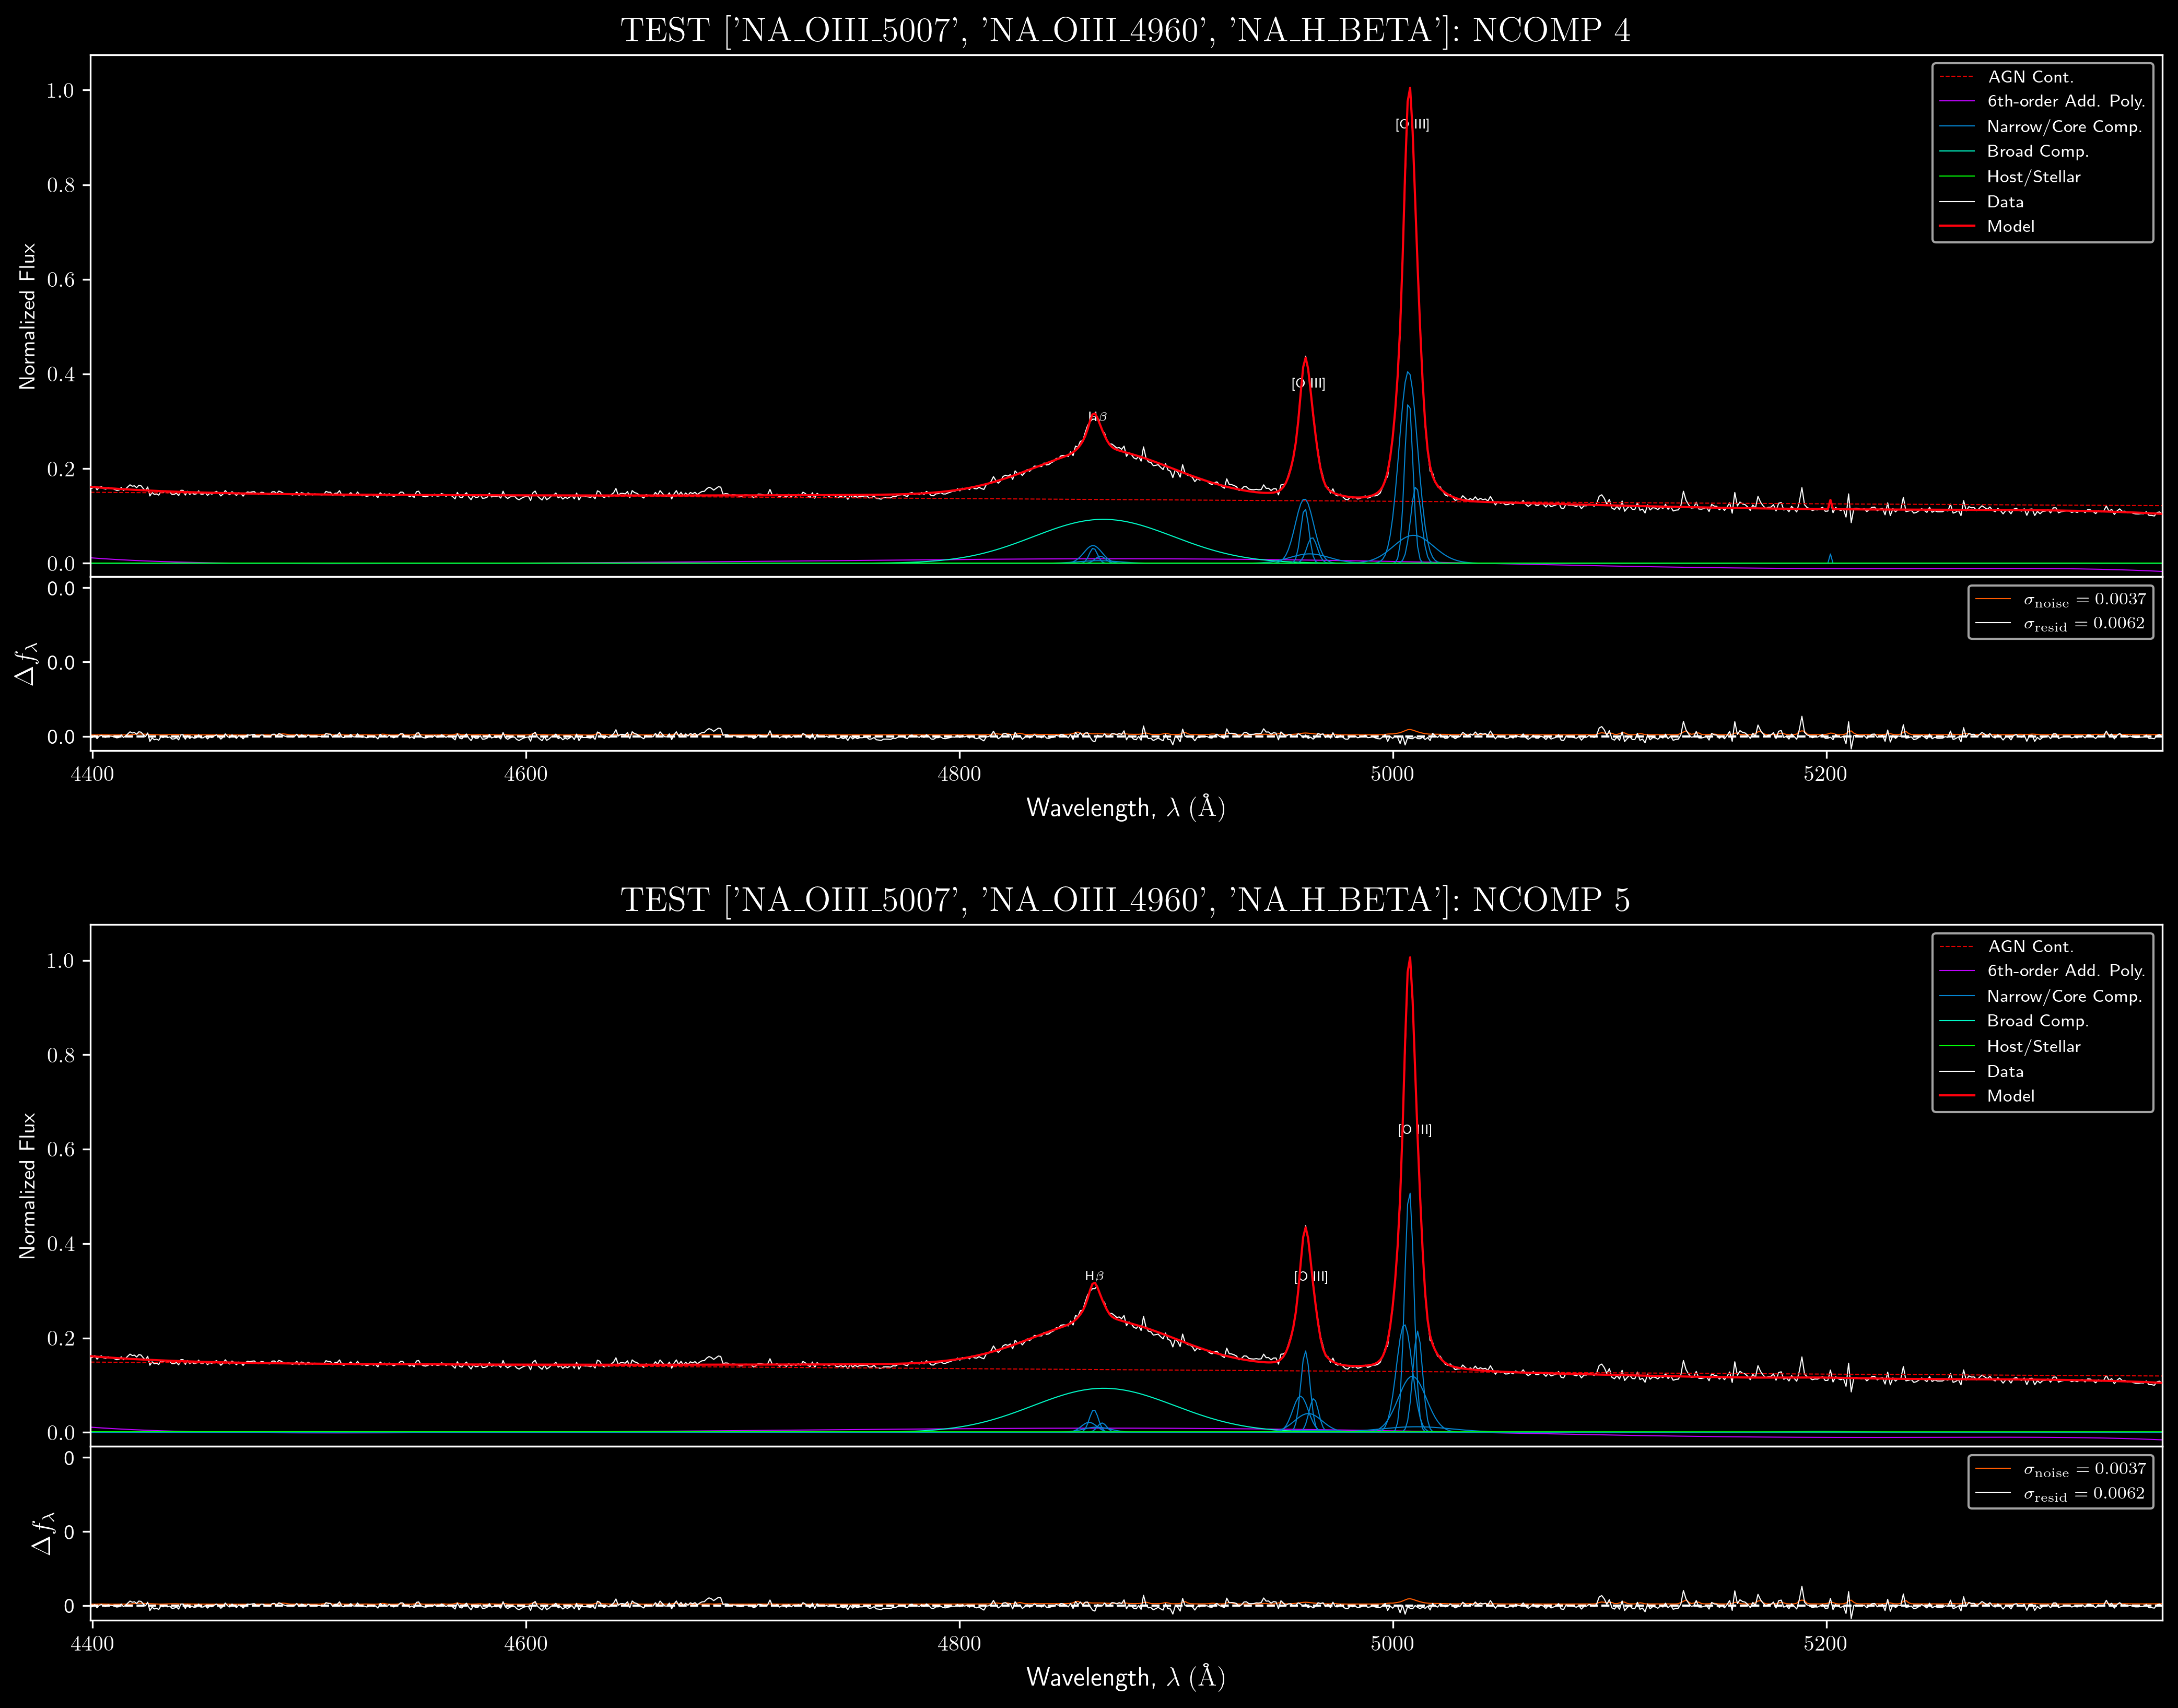 TEST ['NA_OIII_5007', 'NA_OIII_4960', 'NA_H_BETA']: NCOMP 4
1.0
0.8
0.6
0.4
0.2
0.0
Normalized Flux
[O III]
[O III]
Hβ
AGN Cont.
6th-order Add. Poly.
Narrow/Core Comp.
Broad Comp.
Host/Stellar
Data
Model
0.0
0.0
0.0
Δf_λ
σ_noise = 0.0037
σ_resid = 0.0062
4400 4600 4800 5000 5200
Wavelength, λ (Å)
TEST ['NA_OIII_5007', 'NA_OIII_4960', 'NA_H_BETA']: NCOMP 5
1.0
0.8
0.6
0.4
0.2
0.0
Normalized Flux
[O III]
[O III]
Hβ
AGN Cont.
6th-order Add. Poly.
Narrow/Core Comp.
Broad Comp.
Host/Stellar
Data
Model
0
0
0
Δf_λ
σ_noise = 0.0037
σ_resid = 0.0062
4400 4600 4800 5000 5200
Wavelength, λ (Å)